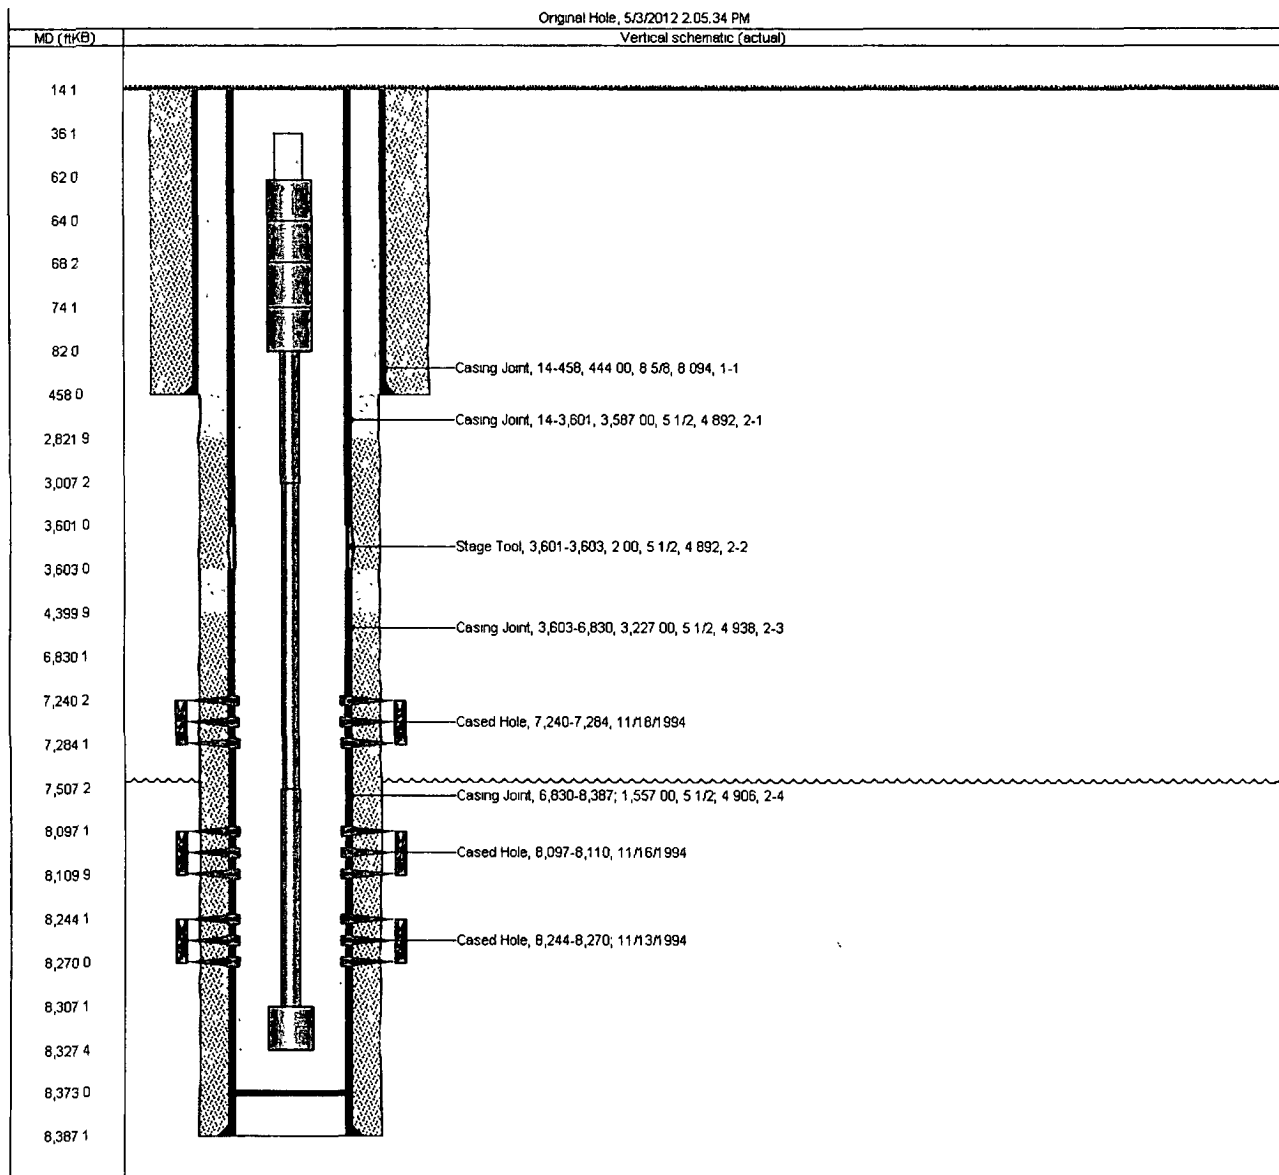 Original Hole, 5/3/2012 2.05.34 PM
MD (ftKB)
Vertical schematic (actual)
14 1
36 1
62 0
64 0
68 2
74 1
82 0
Casing Joint, 14-458, 444 00, 8 5/8, 8 094, 1-1
458 0
Casing Joint, 14-3,601, 3,587 00, 5 1/2, 4 892, 2-1
2,821 9
3,007 2
3,601 0
Stage Tool, 3,601-3,603, 2 00, 5 1/2, 4 892, 2-2
3,603 0
4,399 9
Casing Joint, 3,603-6,830, 3,227 00, 5 1/2, 4 938, 2-3
6,830 1
7,240 2
Cased Hole, 7,240-7,284, 11/18/1994
7,284 1
7,507 2
Casing Joint, 6,830-8,387; 1,557 00, 5 1/2; 4 906, 2-4
8,097 1
Cased Hole, 8,097-8,110, 11/16/1994
8,109 9
8,244 1
Cased Hole, 8,244-8,270; 11/13/1994
8,270 0
8,307 1
8,327 4
8,373 0
8,387 1